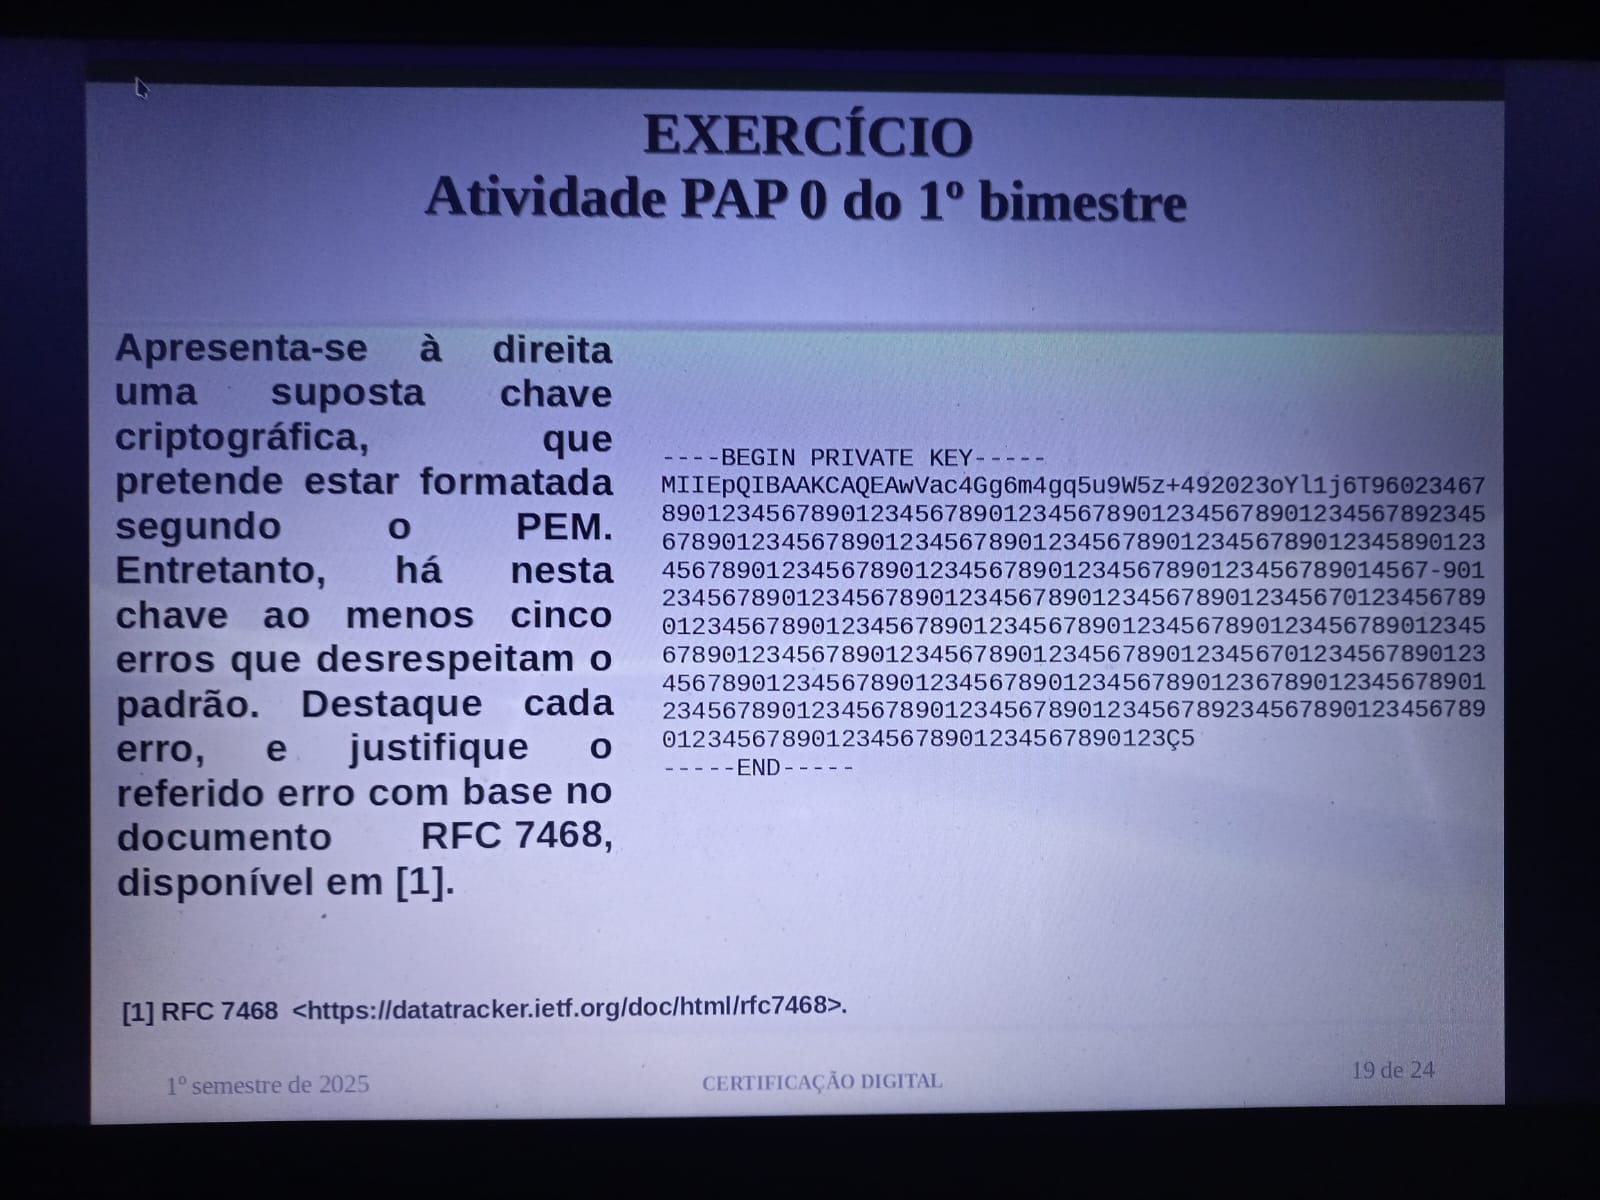 EXERCÍCIO
Atividade PAP 0 do 1º bimestre
Apresenta-se à direita
uma suposta chave
criptográfica, que
pretende estar formatada
segundo o PEM.
Entretanto, há nesta
chave ao menos cinco
erros que desrespeitam o
padrão. Destaque cada
erro, e justifique o
referido erro com base no
documento RFC 7468,
disponível em [1].
----BEGIN PRIVATE KEY-----
MIIEpQIBAAKCAQEAwVac4Gg6m4gq5u9W5z+492023oYl1j6T96023467
89012345678901234567890123456789012345678901234567892345
67890123456789012345678901234567890123456789012345890123
4567890123456789012345678901234567890123456789014567-901
23456789012345678901234567890123456789012345670123456789
01234567890123456789012345678901234567890123456789012345
67890123456789012345678901234567890123456701234567890123
45678901234567890123456789012345678901236789012345678901
23456789012345678901234567890123456789234567890123456789
0123456789012345678901234567890123Ç5
-----END-----
[1] RFC 7468 <https://datatracker.ietf.org/doc/html/rfc7468>.
1º semestre de 2025
CERTIFICAÇÃO DIGITAL
19 de 24